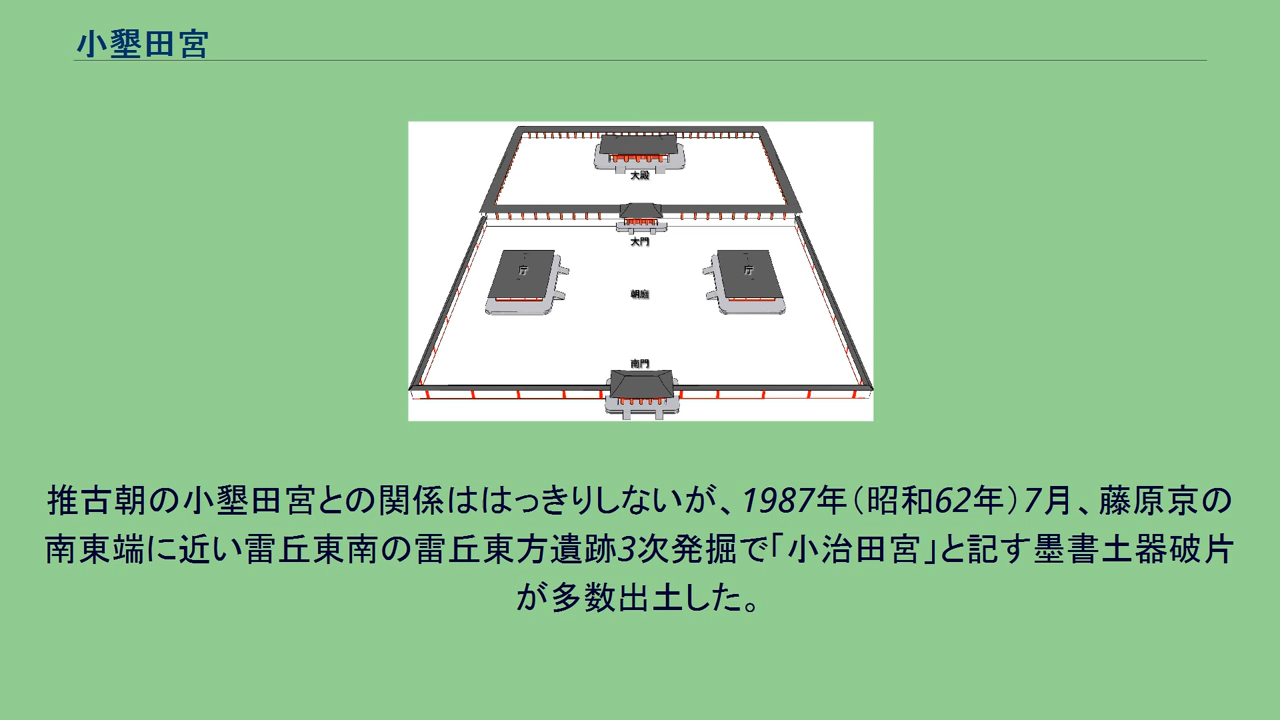 小墾田宮
大殿
大門
庁
庁
朝庭
南門
推古朝の小墾田宮との関係ははっきりしないが、1987年（昭和62年）7月、藤原京の
南東端に近い雷丘東南の雷丘東方遺跡3次発掘で「小治田宮」と記す墨書土器破片
が多数出土した。